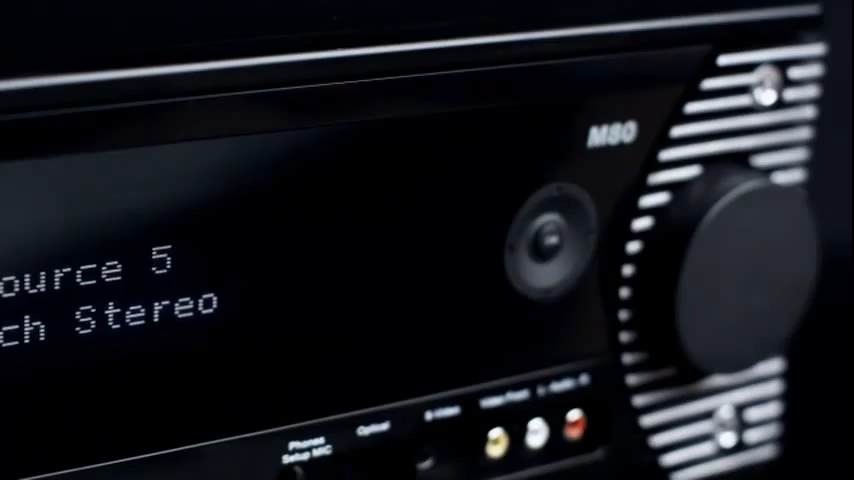 M80
ource 5
ch Stereo
Phones
Setup MIC
Optical
S-Video
Video Front L Audio R